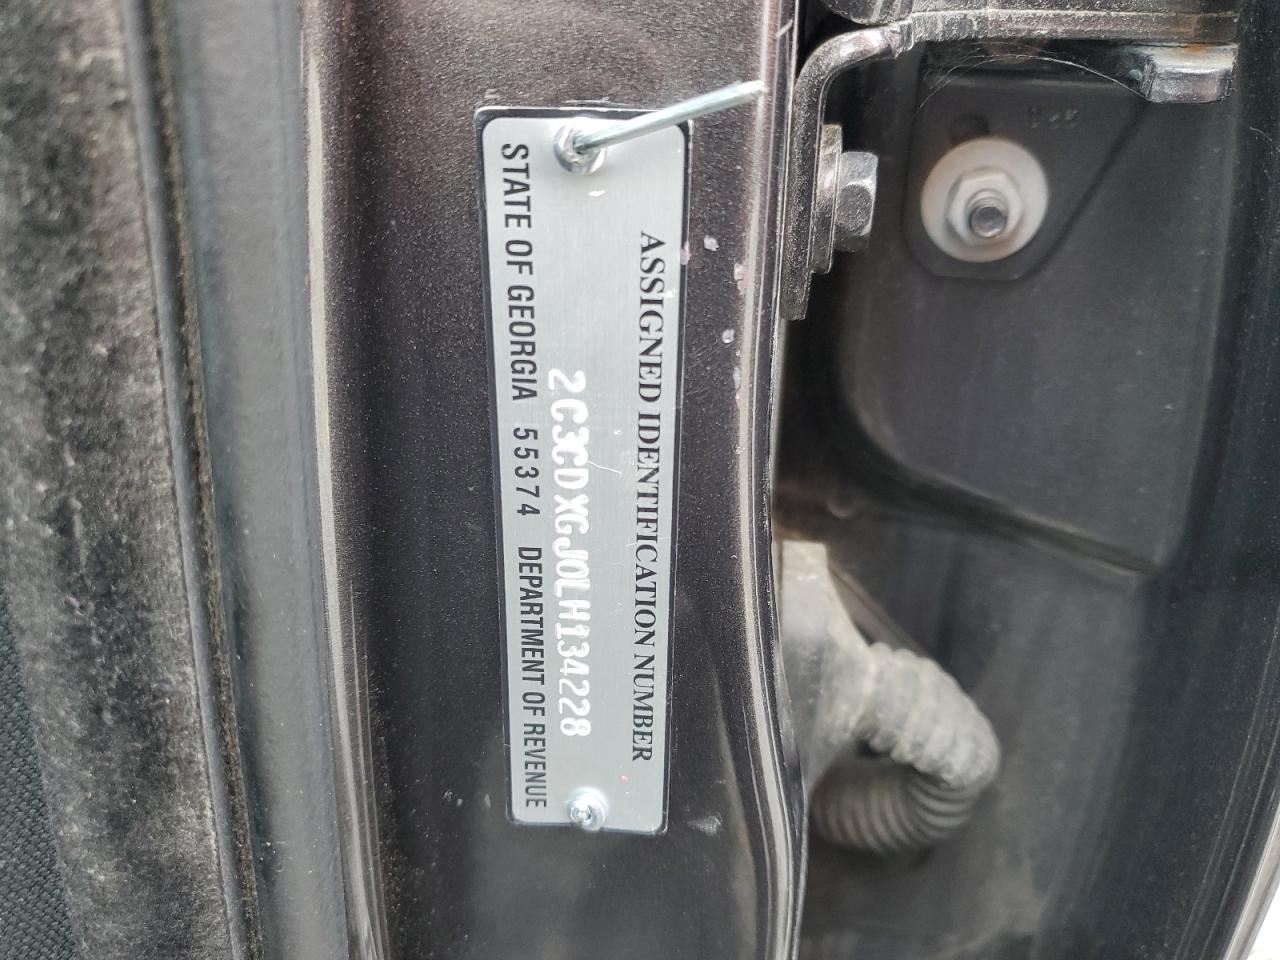 ASSIGNED IDENTIFICATION NUMBER
2C3CDXGJ0LH134228
STATE OF GEORGIA 55374 DEPARTMENT OF REVENUE